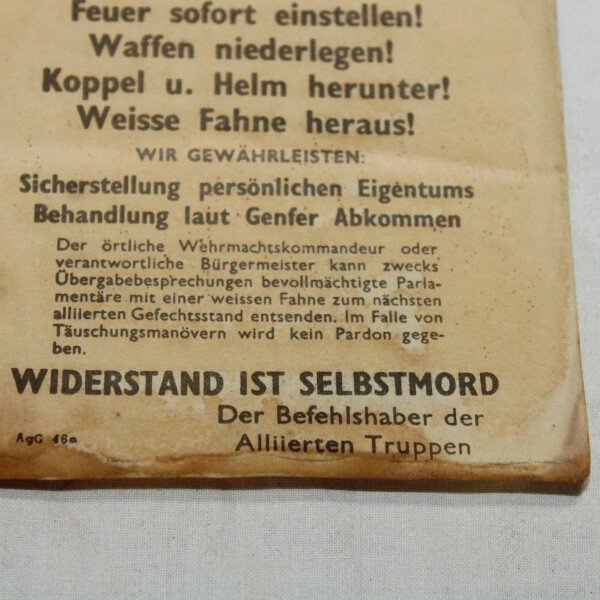 Feuer sofort einstellen!
Waffen niederlegen!
Koppel u. Helm herunter!
Weisse Fahne heraus!
WIR GEWÄHRLEISTEN:
Sicherstellung persönlichen Eigentums
Behandlung laut Genfer Abkommen
Der örtliche Wehrmachtskommandeur oder
verantwortliche Bürgermeister kann zwecks
Übergabebesprechungen bevollmächtigte Parla-
mentäre mit einer weissen Fahne zum nächsten
alliierten Gefechtsstand entsenden. Im Falle von
Täuschungsmanövern wird kein Pardon gege-
ben.
WIDERSTAND IST SELBSTMORD
Der Befehlshaber der
Alliierten Truppen
AgG 46a